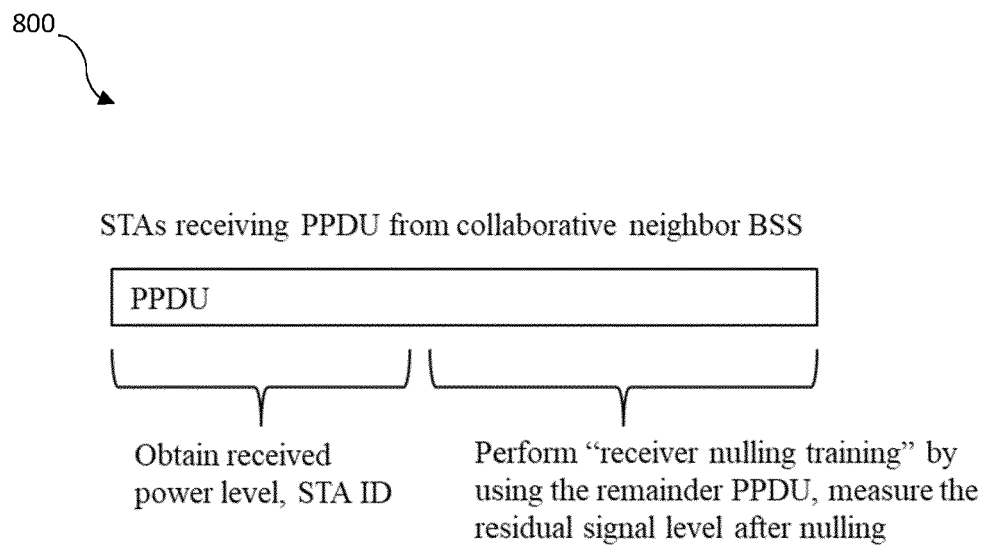 800
STAs receiving PPDU from collaborative neighbor BSS
PPDU
Obtain received
power level, STA ID
Perform “receiver nulling training” by
using the remainder PPDU, measure the
residual signal level after nulling